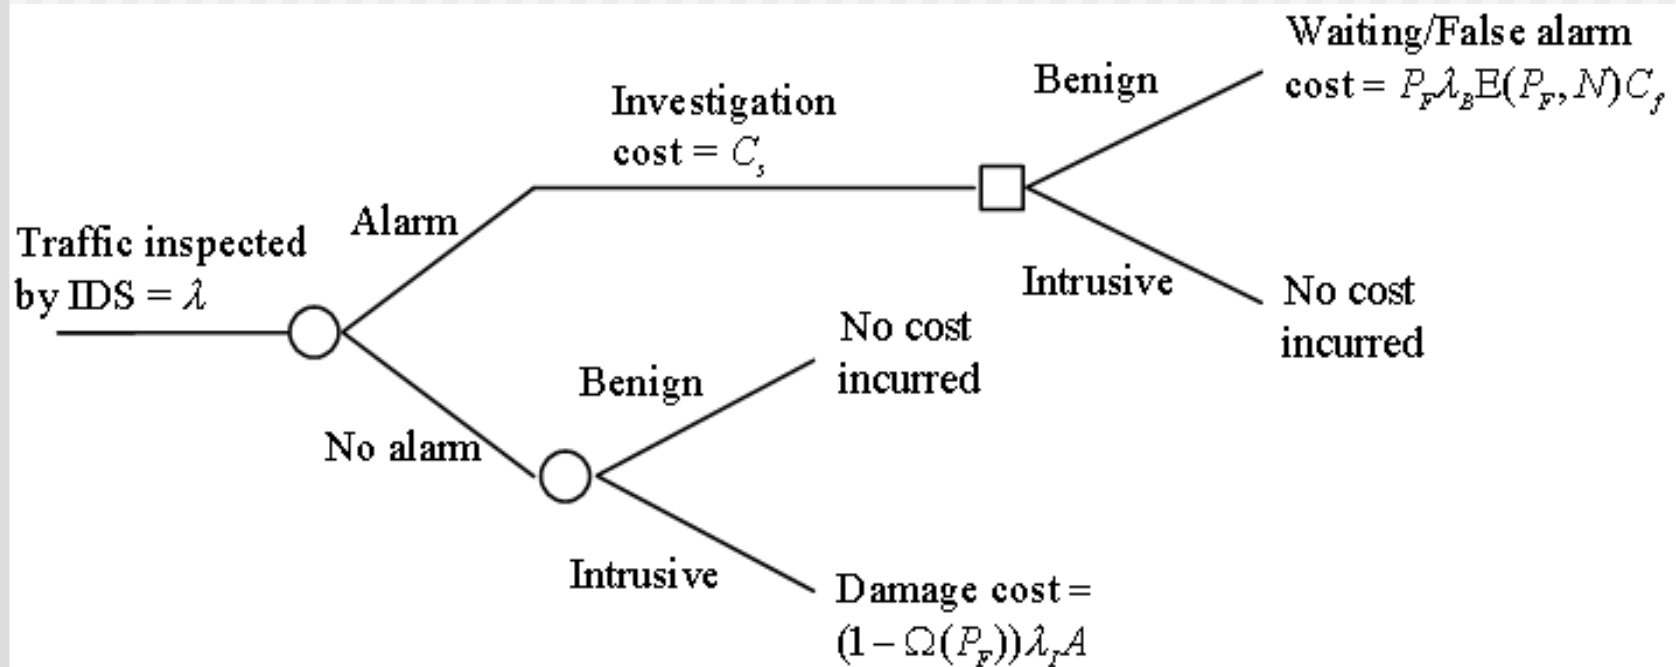 Waiting/False alarm
cost = P_F λ_B E(P_F, N)C_f
Benign
Investigation
cost = C_s
Alarm
Traffic inspected
by IDS = λ
Intrusive
No cost
incurred
No cost
incurred
Benign
No alarm
Intrusive
Damage cost =
(1 − Ω(P_F))λ_I A